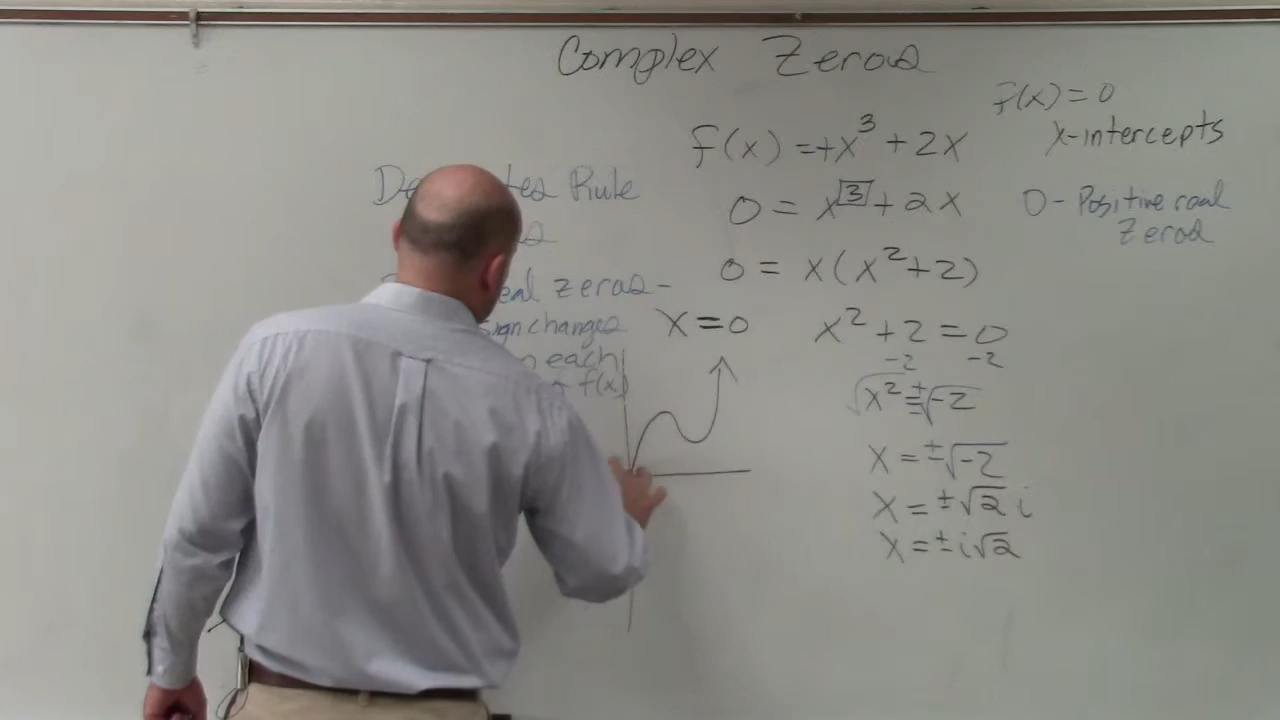 Complex Zeros
f(x) = 0
x-intercepts
f(x) = +x³ + 2x
0 = x³ + 2x
0 = x(x² + 2)
x = 0
x² + 2 = 0
-2 -2
√x² = ±√-2
x = ±√-2
x = ±√2 i
x = ±i√2
0 - Positive real
Zeros
Rule
zeros -
sign changes
each
f(x)